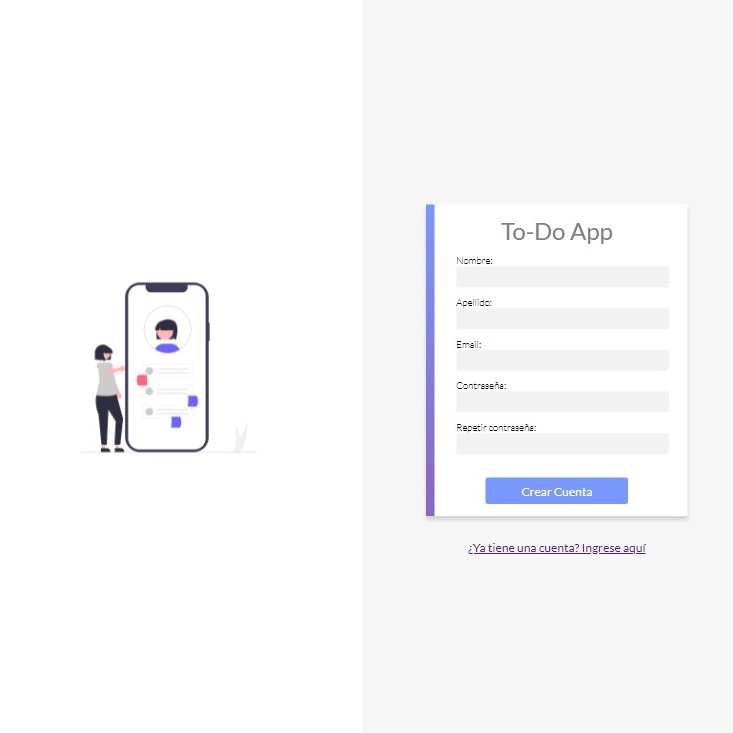 To-Do App
Nombre:
Apellido:
Email:
Contraseña:
Repetir contraseña:
Crear Cuenta
¿Ya tiene una cuenta? Ingrese aquí